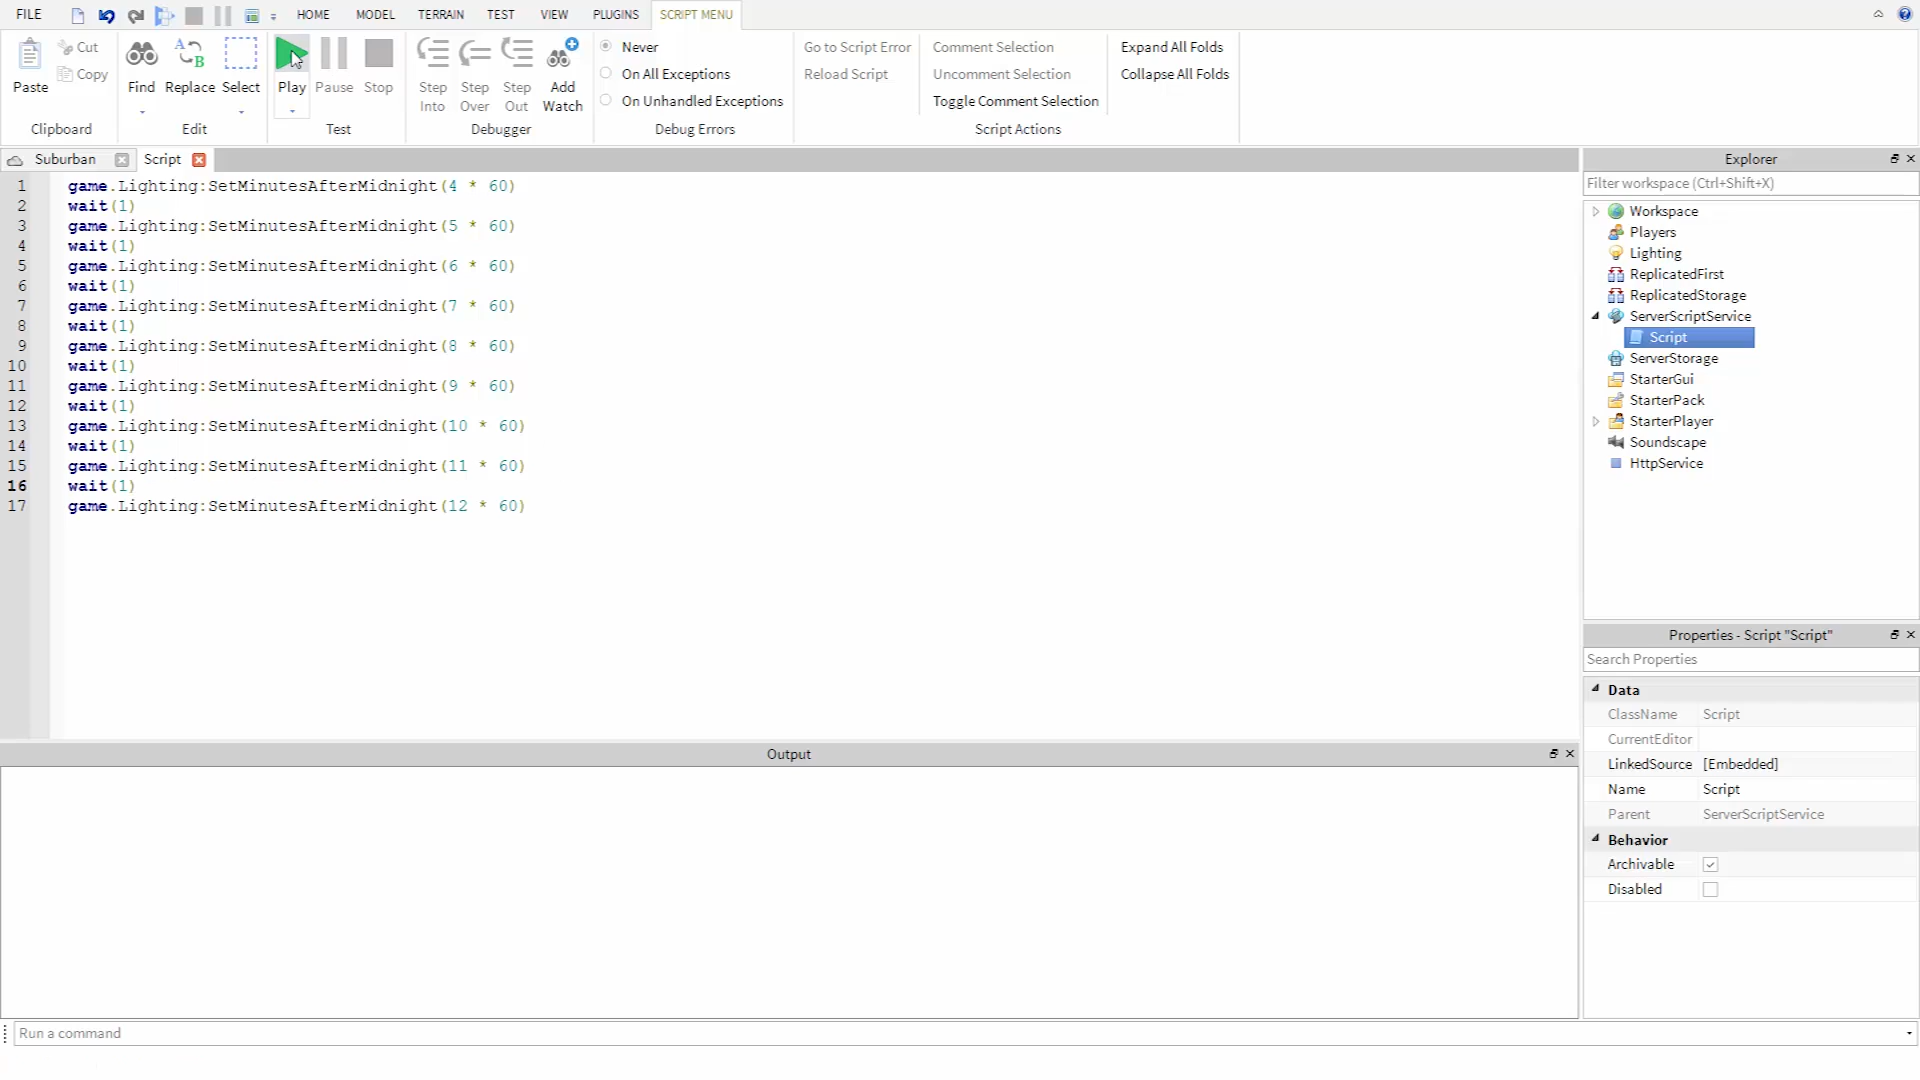 FILE HOME MODEL TERRAIN TEST VIEW PLUGINS SCRIPT MENU
Paste
Cut
Copy
Clipboard
Find
Replace
Select
Edit
Play
Pause
Stop
Test
Step Into
Step Over
Step Out
Add Watch
Debugger
Never
On All Exceptions
On Unhandled Exceptions
Debug Errors
Go to Script Error
Reload Script
Comment Selection
Uncomment Selection
Toggle Comment Selection
Script Actions
Expand All Folds
Collapse All Folds
Suburban Script
1 game.Lighting:SetMinutesAfterMidnight(4 * 60)
2 wait(1)
3 game.Lighting:SetMinutesAfterMidnight(5 * 60)
4 wait(1)
5 game.Lighting:SetMinutesAfterMidnight(6 * 60)
6 wait(1)
7 game.Lighting:SetMinutesAfterMidnight(7 * 60)
8 wait(1)
9 game.Lighting:SetMinutesAfterMidnight(8 * 60)
10 wait(1)
11 game.Lighting:SetMinutesAfterMidnight(9 * 60)
12 wait(1)
13 game.Lighting:SetMinutesAfterMidnight(10 * 60)
14 wait(1)
15 game.Lighting:SetMinutesAfterMidnight(11 * 60)
16 wait(1)
17 game.Lighting:SetMinutesAfterMidnight(12 * 60)
Output
Run a command
Explorer
Filter workspace (Ctrl+Shift+X)
Workspace
Players
Lighting
ReplicatedFirst
ReplicatedStorage
ServerScriptService
Script
ServerStorage
StarterGui
StarterPack
StarterPlayer
Soundscape
HttpService
Properties - Script "Script"
Search Properties
Data
ClassName Script
CurrentEditor
LinkedSource [Embedded]
Name Script
Parent ServerScriptService
Behavior
Archivable
Disabled